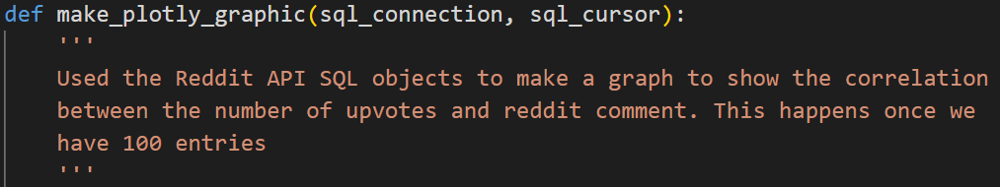 def make_plotly_graphic(sql_connection, sql_cursor):
'''
Used the Reddit API SQL objects to make a graph to show the correlation
between the number of upvotes and reddit comment. This happens once we
have 100 entries
'''